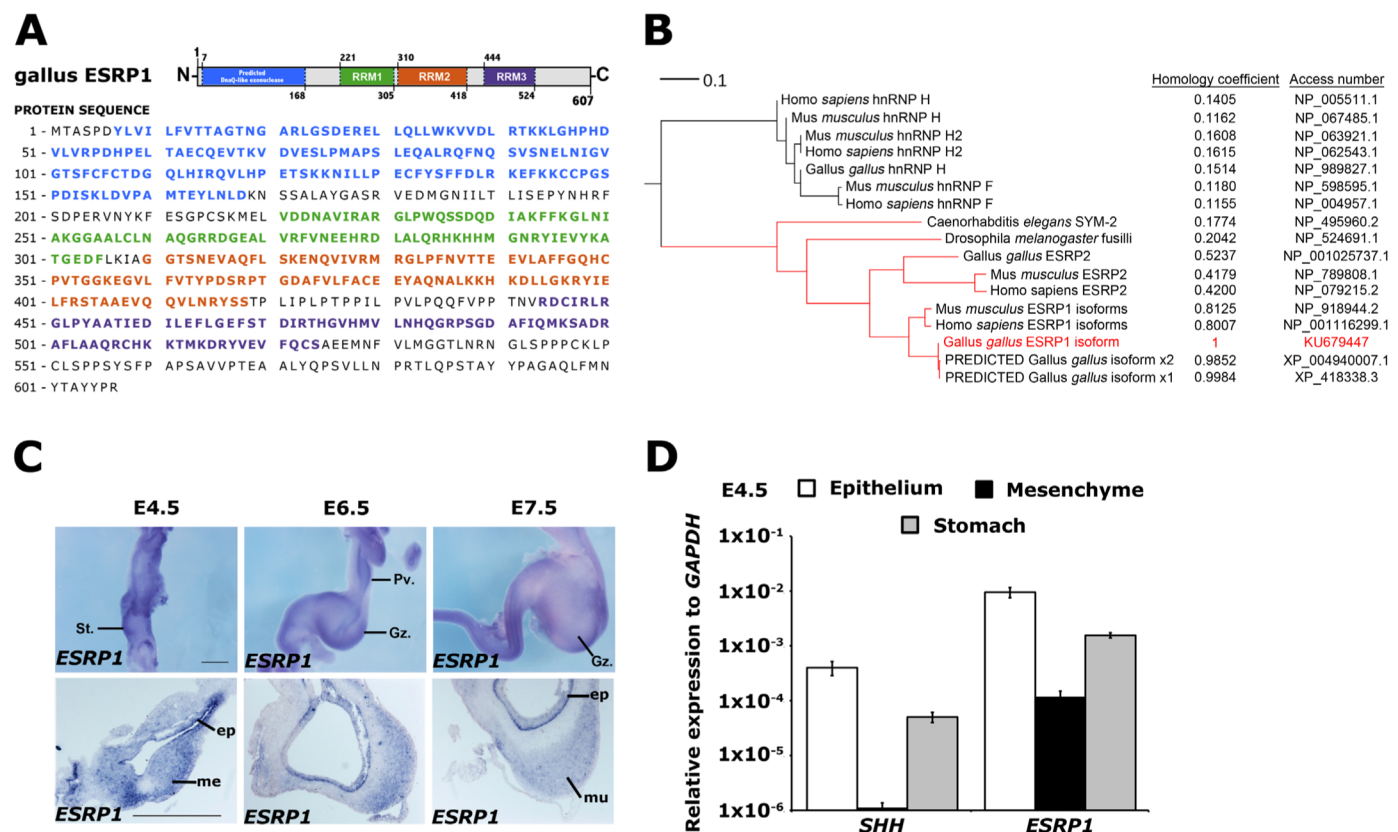 A
gallus ESRP1
1
7
221
310
444
N
Predicted
DnaQ-like exonuclease
RRM1
RRM2
RRM3
C
168
305
418
524
607
PROTEIN SEQUENCE
1 - MTASPDYLVI LFVTTAGTNG ARLGSDEREL LQLLWKVVDL RTKKLGHPHD
51 - VLVRPDHPEL TAECQEVTKV DVESLPMAPS LEQALRQFNQ SVSNELNIGV
101 - GTSFCFCTDG QLHIRQVLHP ETSKKNILLP ECFYSFFDLR KEFKKCCPGS
151 - PDISKLDVPA MTEYLNLDKN SSALAYGASR VEDMGNIILT LISEPYNHRF
201 - SDPERVNYKF ESGPCSKMEL VDDNAVIRAR GLPWQSSDQD IAKFFKGLNI
251 - AKGGAALCLN AQGRRDGEAL VRFVNEEHRD LALQRHKHHM GNRYIEVYKA
301 - TGEDFLKIAG GTSNEVAQFL SKENQVIVRM RGLPFNVTTE EVLAFFGQHC
351 - PVTGGKEGVL FVTYPDSRPT GDAFVLFACE EYAQNALKKH KDLLGKRYIE
401 - LFRSTAAEVQ QVLNRYSSTP LIPLPTPPIL PVLPQQFVPP TNVRDCIRLR
451 - GLPYAATIED ILEFLGEFST DIRTHGVHMV LNHQGRPSGD AFIQMKSADR
501 - AFLAAQRCHK KTMKDRYVEV FQCSAEEMNF VLMGGTLNRN GLSPPPCKLP
551 - CLSPPSYSFP APSAVVPTEA ALYQPSVLLN PRTLQPSTAY YPAGAQLFMN
601 - YTAYYPR
B
0.1
Homology coefficient Access number
Homo sapiens hnRNP H 0.1405 NP_005511.1
Mus musculus hnRNP H 0.1162 NP_067485.1
Mus musculus hnRNP H2 0.1608 NP_063921.1
Homo sapiens hnRNP H2 0.1615 NP_062543.1
Gallus gallus hnRNP H 0.1514 NP_989827.1
Mus musculus hnRNP F 0.1180 NP_598595.1
Homo sapiens hnRNP F 0.1155 NP_004957.1
Caenorhabditis elegans SYM-2 0.1774 NP_495960.2
Drosophila melanogaster fusilli 0.2042 NP_524691.1
Gallus gallus ESRP2 0.5237 NP_001025737.1
Mus musculus ESRP2 0.4179 NP_789808.1
Homo sapiens ESRP2 0.4200 NP_079215.2
Mus musculus ESRP1 isoforms 0.8125 NP_918944.2
Homo sapiens ESRP1 isoforms 0.8007 NP_001116299.1
Gallus gallus ESRP1 isoform 1 KU679447
PREDICTED Gallus gallus isoform x2 0.9852 XP_004940007.1
PREDICTED Gallus gallus isoform x1 0.9984 XP_418338.3
C
E4.5 E6.5 E7.5
St.
ESRP1
Pv.
Gz.
ESRP1
Gz.
ESRP1
ep
me
ESRP1
ESRP1
ep
mu
ESRP1
D
E4.5 Epithelium Mesenchyme
Stomach
Relative expression to GAPDH
1x10-1
1x10-2
1x10-3
1x10-4
1x10-5
1x10-6
SHH ESRP1